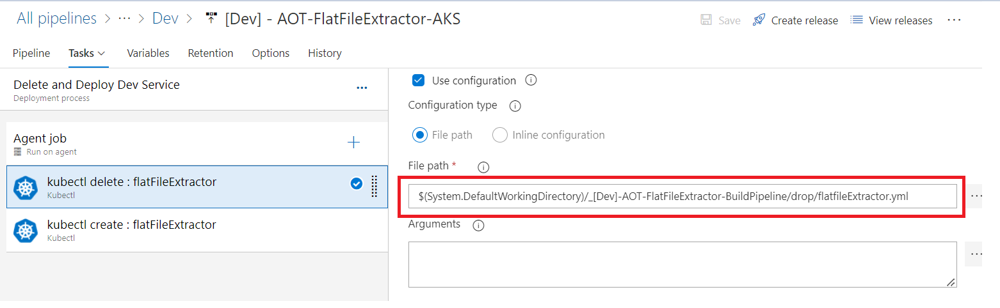 All pipelines > ··· > Dev > [Dev] - AOT-FlatFileExtractor-AKS
Save Create release View releases ···
Pipeline Tasks Variables Retention Options History
Delete and Deploy Dev Service
Deployment process
Agent job
Run on agent
kubectl delete : flatFileExtractor
Kubectl
kubectl create : flatFileExtractor
Kubectl
Use configuration
Configuration type
File path Inline configuration
File path *
$(System.DefaultWorkingDirectory)/_[Dev]-AOT-FlatFileExtractor-BuildPipeline/drop/flatfileExtractor.yml
Arguments